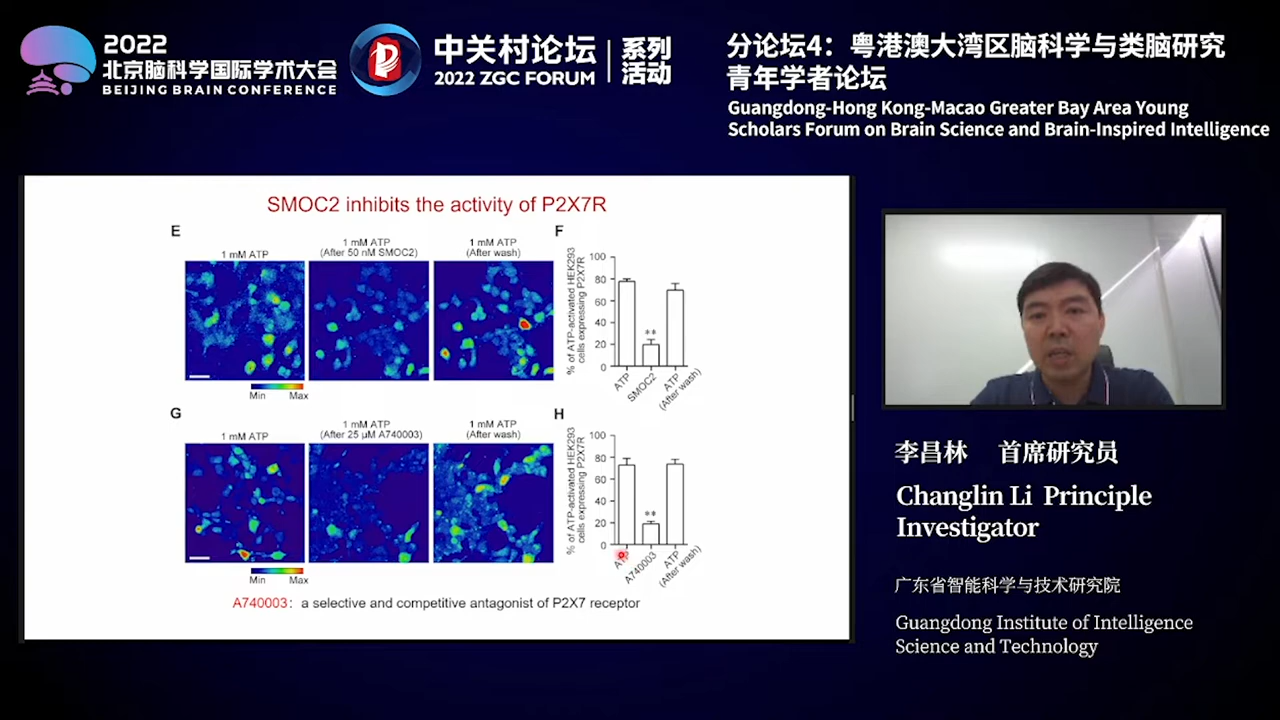 2022
北京脑科学国际学术大会
BEIJING BRAIN CONFERENCE
中关村论坛
2022 ZGC FORUM
系列
活动
分论坛4：粤港澳大湾区脑科学与类脑研究
青年学者论坛
Guangdong-Hong Kong-Macao Greater Bay Area Young
Scholars Forum on Brain Science and Brain-Inspired Intelligence
SMOC2 inhibits the activity of P2X7R
E
1 mM ATP
1 mM ATP
(After 50 nM SMOC2)
1 mM ATP
(After wash)
Min
Max
F
% of ATP-activated HEK293
cells expressing P2X7R
100
80
60
40
20
0
**
ATP
SMOC2
ATP
(After wash)
G
1 mM ATP
1 mM ATP
(After 25 µM A740003)
1 mM ATP
(After wash)
Min
Max
H
% of ATP-activated HEK293
cells expressing P2X7R
100
80
60
40
20
0
**
ATP
A740003
ATP
(After wash)
A740003：a selective and competitive antagonist of P2X7 receptor
李昌林 首席研究员
Changlin Li Principle
Investigator
广东省智能科学与技术研究院
Guangdong Institute of Intelligence
Science and Technology